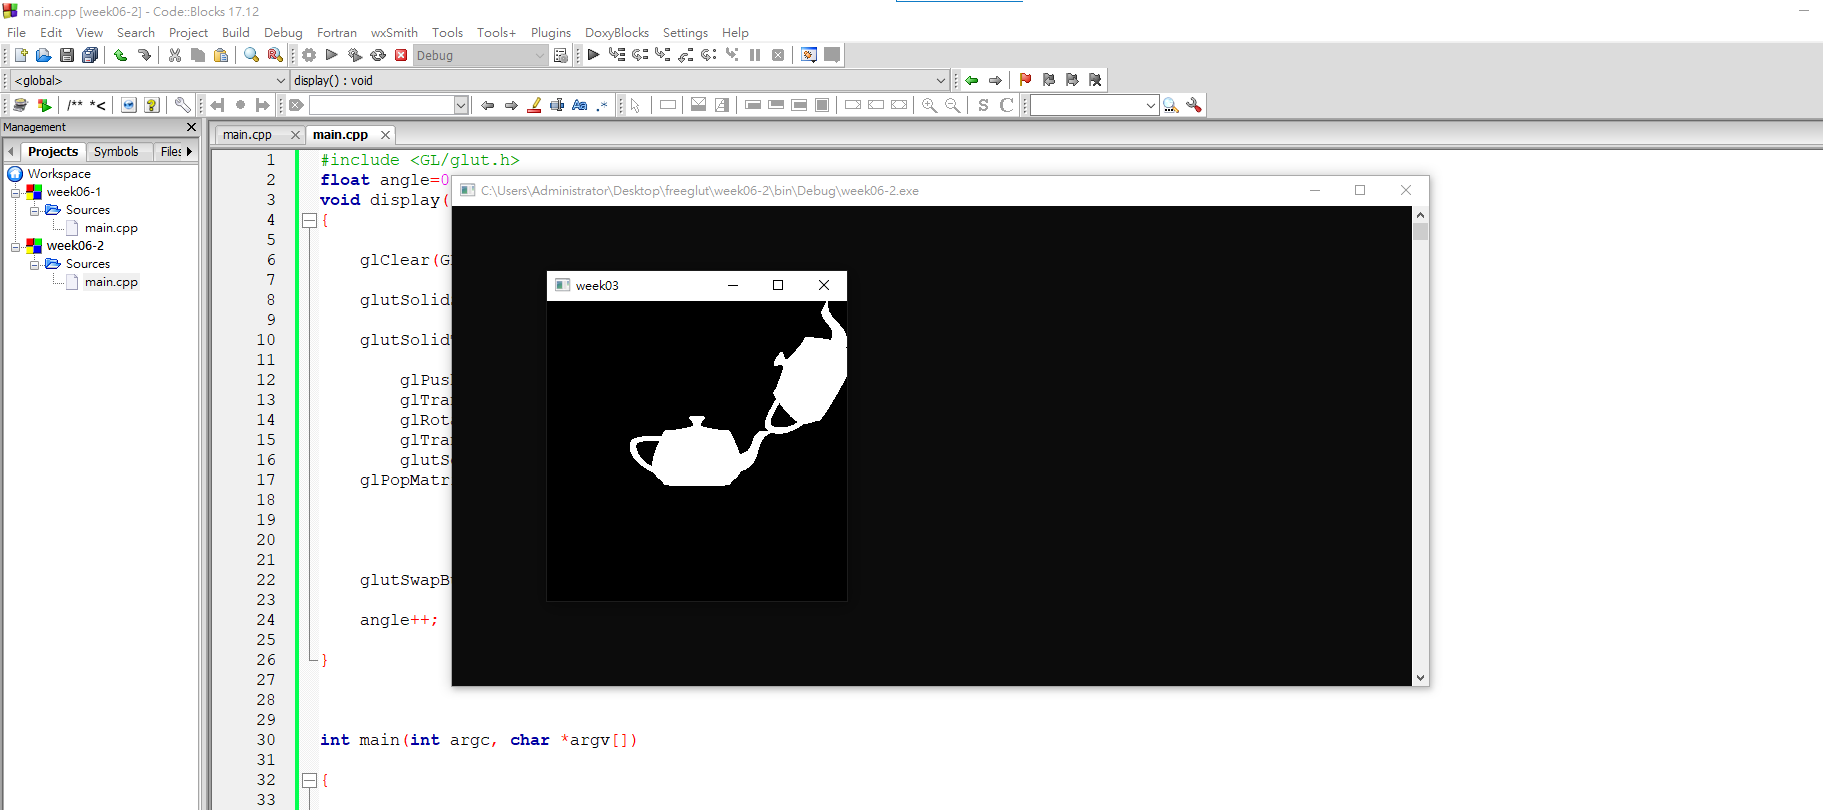 main.cpp [week06-2] - Code::Blocks 17.12
File Edit View Search Project Build Debug Fortran wxSmith Tools Tools+ Plugins DoxyBlocks Settings Help
Debug
<global> display() : void
/** *< Aa .* S C
Management
Projects Symbols Files
main.cpp main.cpp
Workspace
week06-1
Sources
main.cpp
week06-2
Sources
main.cpp
1 #include <GL/glut.h>
2 float angle=0
3 void display(
4 {
5
6 glClear(G
7
8 glutSolid
9
10 glutSolid
11
12 glPus
13 glTra
14 glRot
15 glTra
16 glutS
17 glPopMatr
18
19
20
21
22 glutSwapB
23
24 angle++;
25
26 }
27
28
29
30 int main(int argc, char *argv[])
31
32 {
33
C:\Users\Administrator\Desktop\freeglut\week06-2\bin\Debug\week06-2.exe
week03